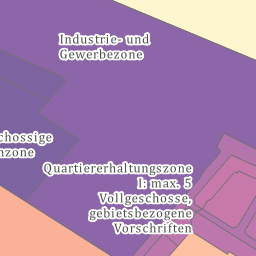 Industrie- und
Gewerbezone
chossige
nzone
Quartiererhaltungszone
I: max. 5
Vollgeschosse,
gebietsbezogene
Vorschriften